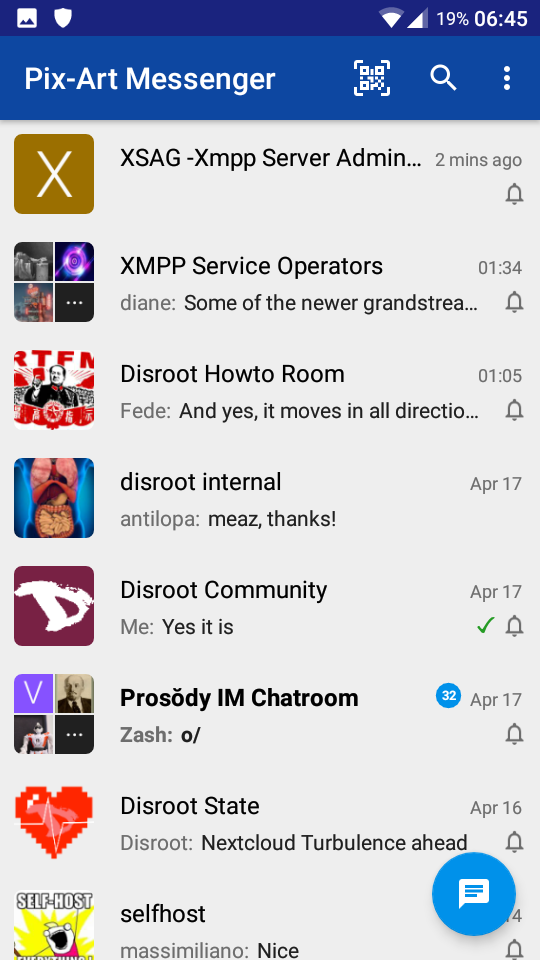 19% 06:45
Pix-Art Messenger
X
XSAG -Xmpp Server Admin… 2 mins ago
XMPP Service Operators 01:34
diane: Some of the newer grandstrea…
Disroot Howto Room 01:05
Fede: And yes, it moves in all directio…
disroot internal Apr 17
antilopa: meaz, thanks!
Disroot Community Apr 17
Me: Yes it is
V
Prosŏdy IM Chatroom 32 Apr 17
Zash: o/
Disroot State Apr 16
Disroot: Nextcloud Turbulence ahead
SELF-HOST
selfhost
massimiliano: Nice